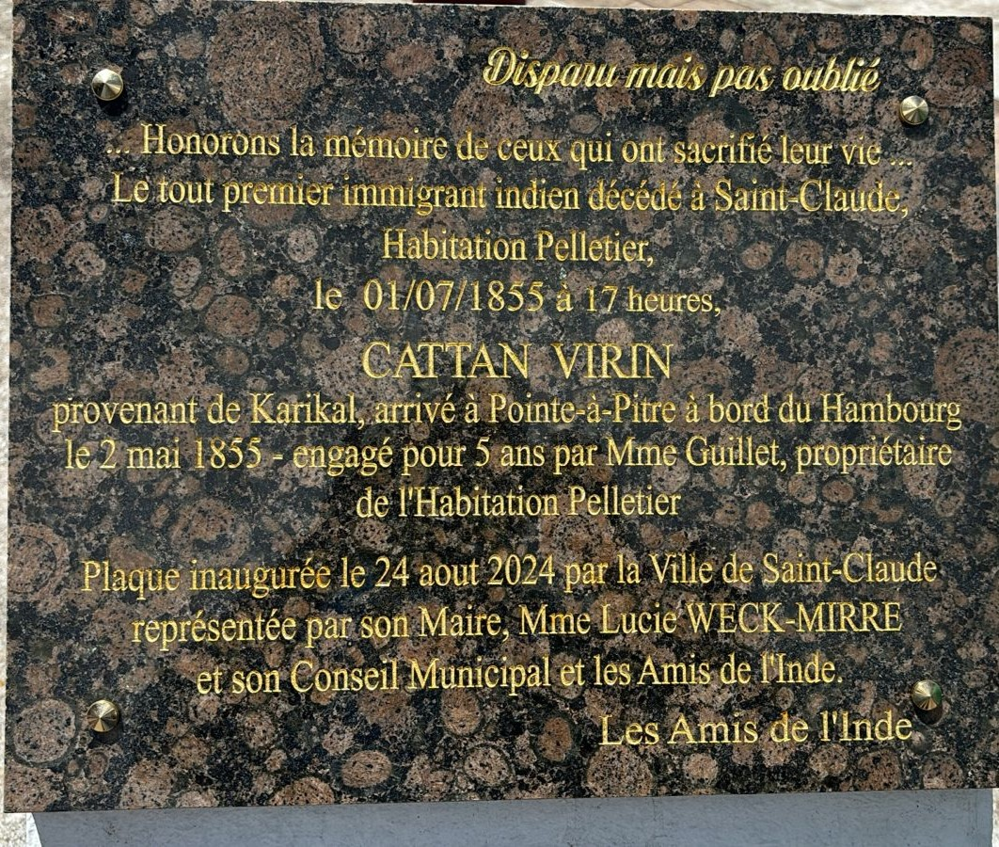 Disparu mais pas oublié
... Honorons la mémoire de ceux qui ont sacrifié leur vie ...
Le tout premier immigrant indien décédé à Saint-Claude,
Habitation Pelletier,
le 01/07/1855 à 17 heures,
CATTAN VIRIN
provenant de Karikal, arrivé à Pointe-à-Pitre à bord du Hambourg
le 2 mai 1855 - engagé pour 5 ans par Mme Guillet, propriétaire
de l'Habitation Pelletier
Plaque inaugurée le 24 aout 2024 par la Ville de Saint-Claude
représentée par son Maire, Mme Lucie WECK-MIRRE
et son Conseil Municipal et les Amis de l'Inde.
Les Amis de l'Inde